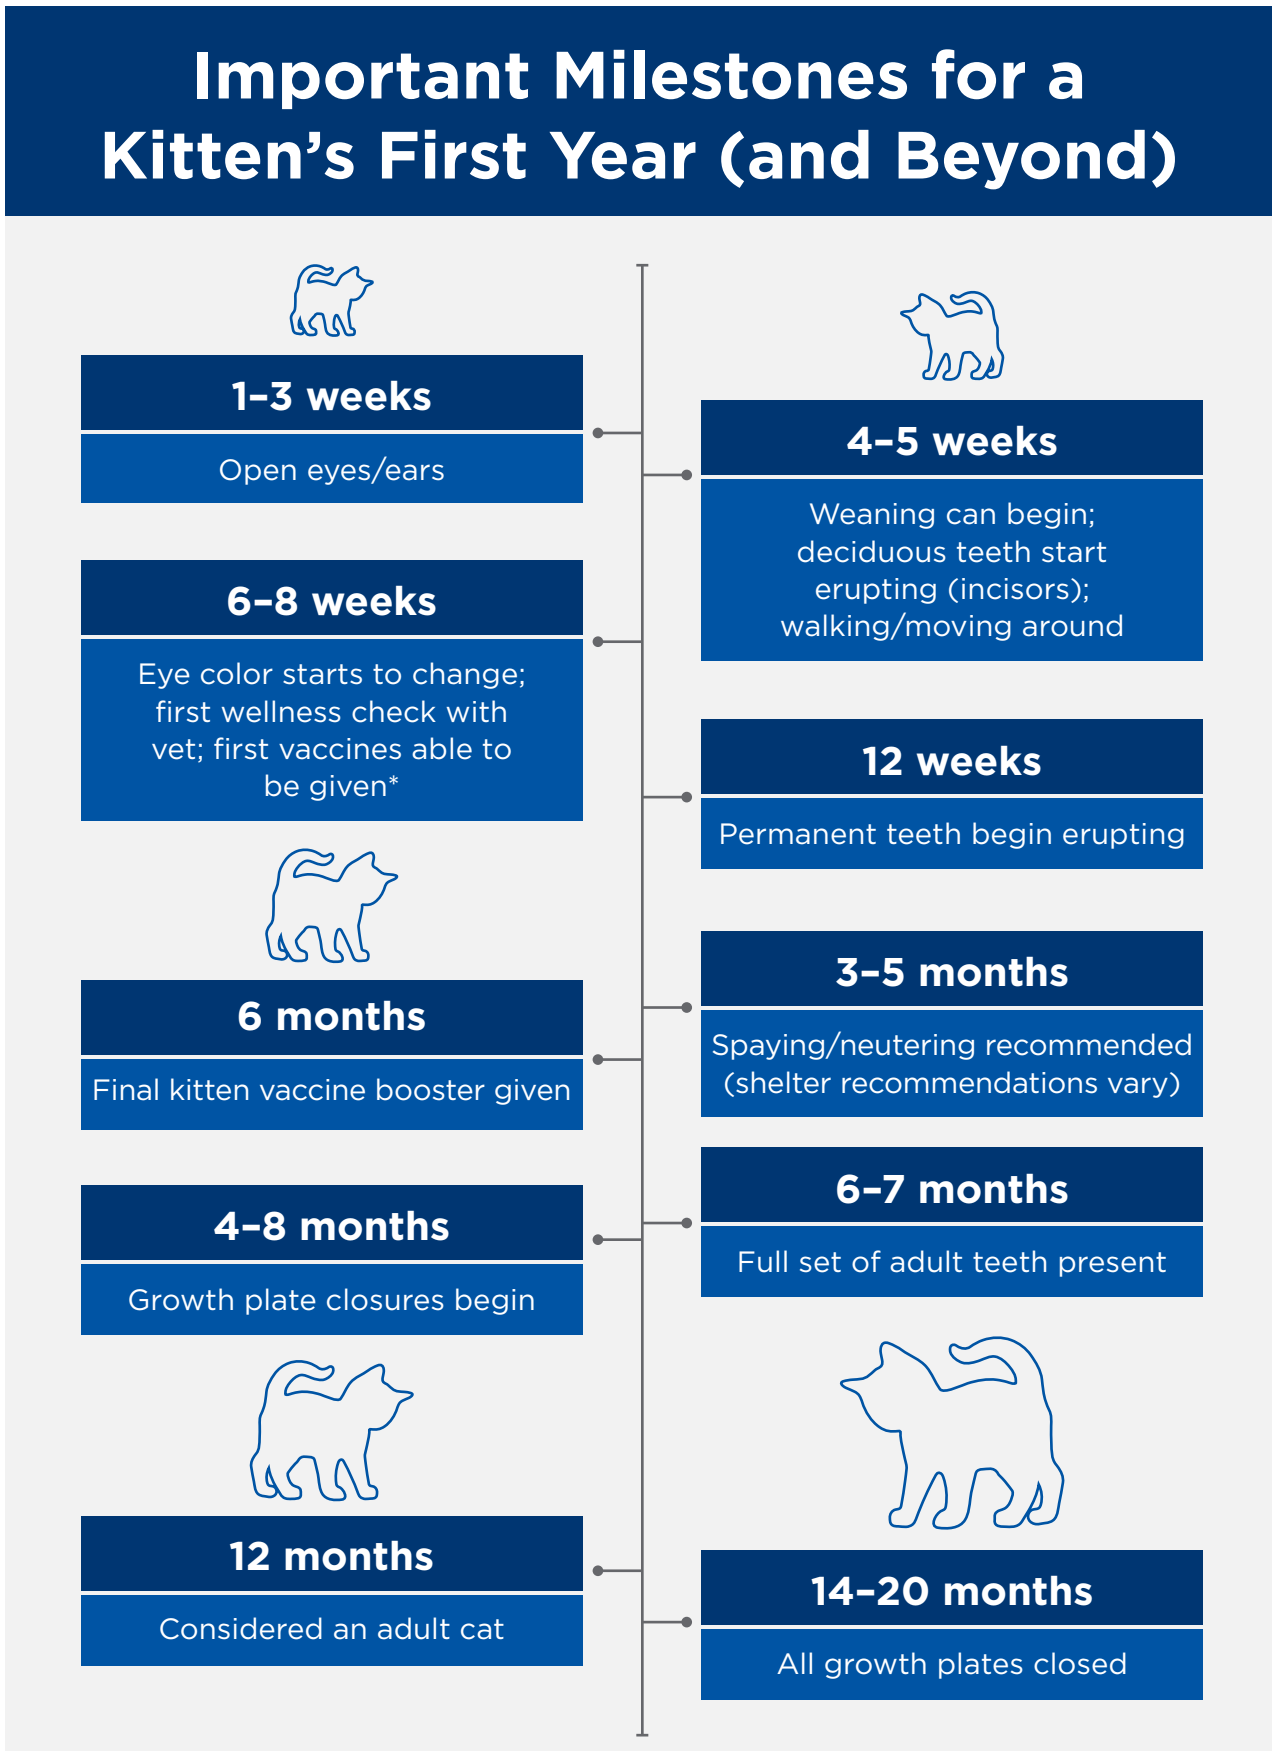 Important Milestones for a
Kitten’s First Year (and Beyond)
1–3 weeks
Open eyes/ears
4–5 weeks
Weaning can begin;
deciduous teeth start
erupting (incisors);
walking/moving around
6–8 weeks
Eye color starts to change;
first wellness check with
vet; first vaccines able to
be given*
12 weeks
Permanent teeth begin erupting
3–5 months
Spaying/neutering recommended
(shelter recommendations vary)
6 months
Final kitten vaccine booster given
6–7 months
Full set of adult teeth present
4–8 months
Growth plate closures begin
12 months
Considered an adult cat
14–20 months
All growth plates closed